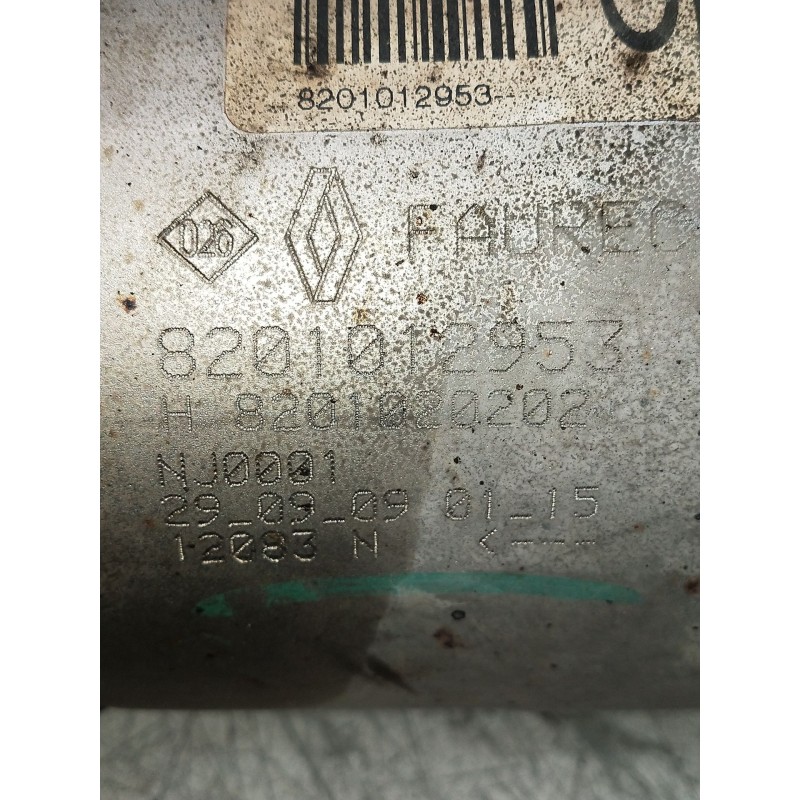 8201012953
026 FAUREC
8201012953
H 8201020202
NJ0001
29_09_09 01_15
12083 N <---